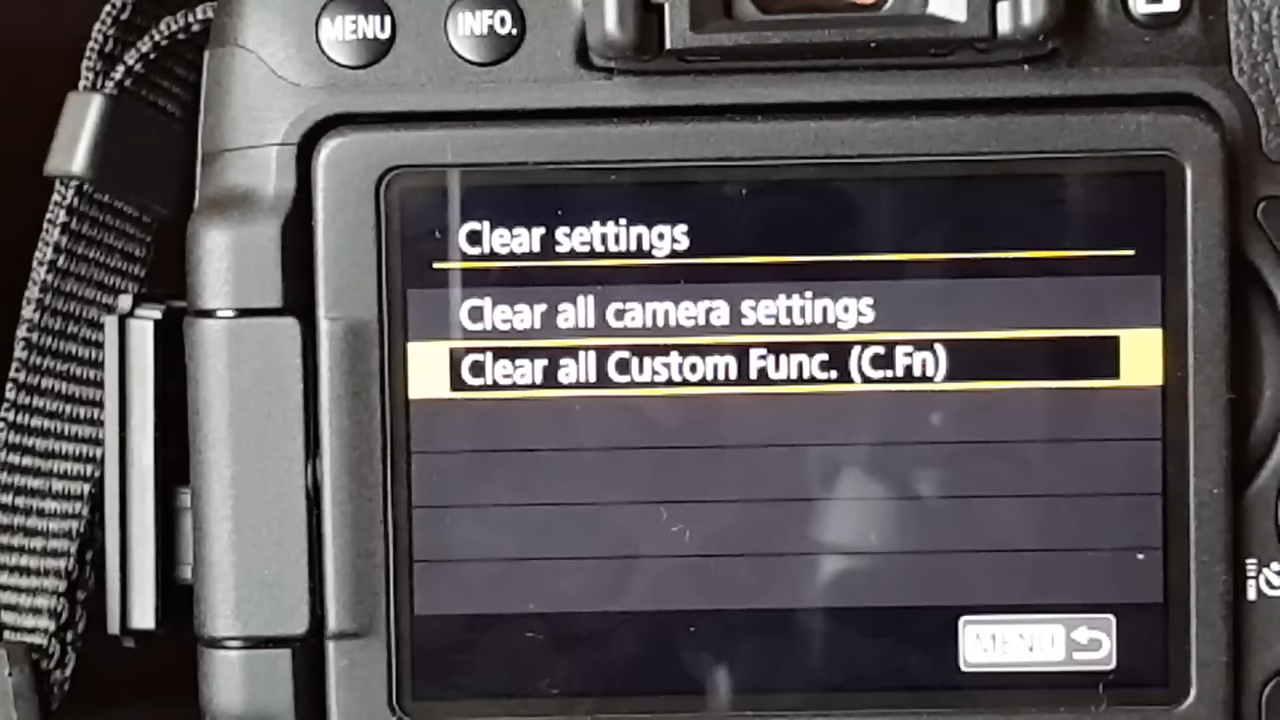 MENU INFO.
Clear settings
Clear all camera settings
Clear all Custom Func. (C.Fn)
MENU